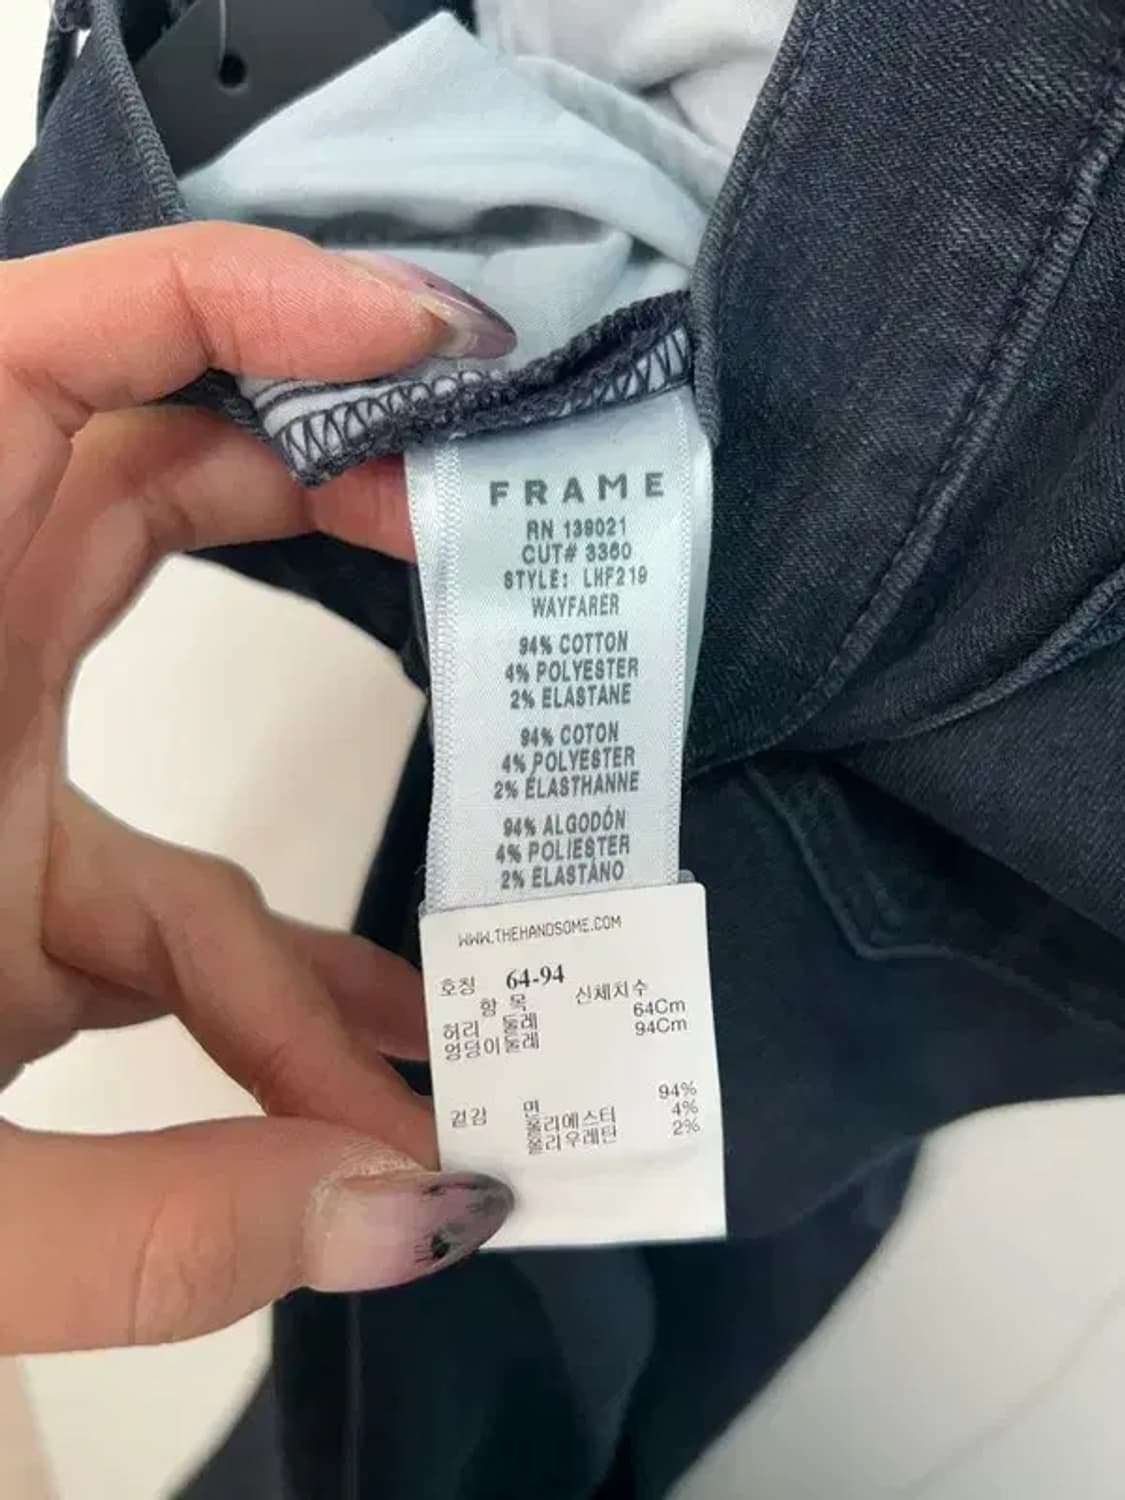 FRAME
RN 139021
CUT# 3360
STYLE: LHF219
WAYFARER
94% COTTON
4% POLYESTER
2% ELASTANE
94% COTON
4% POLYESTER
2% ÉLASTHANNE
94% ALGODÓN
4% POLIESTER
2% ELASTANO
WWW.THEHANDSOME.COM
호칭 64-94
항 목 신체치수
허리 둘레 64Cm
엉덩이둘레 94Cm
겉감 면 94%
폴리에스터 4%
폴리우레탄 2%